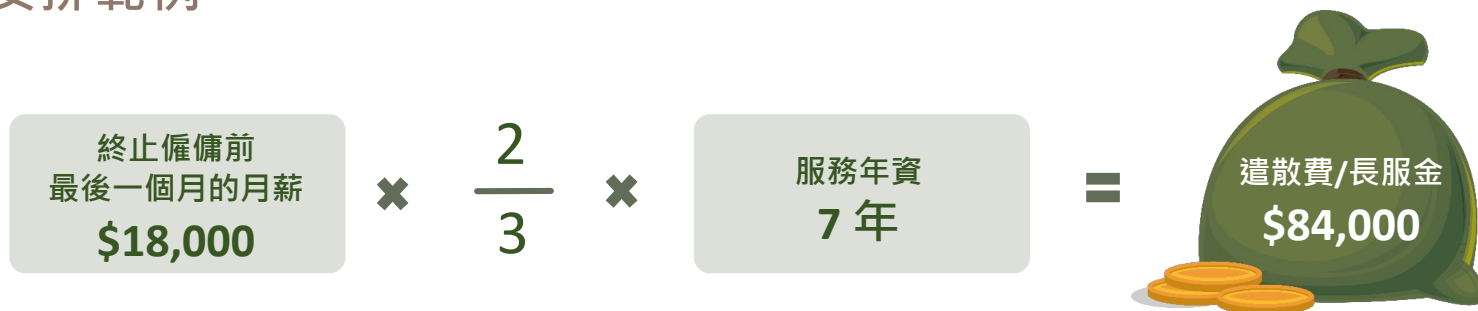 終止僱傭前
最後一個月的月薪
$18,000
✖
2
3
✖
服務年資
7 年
=
遣散費/長服金
$84,000